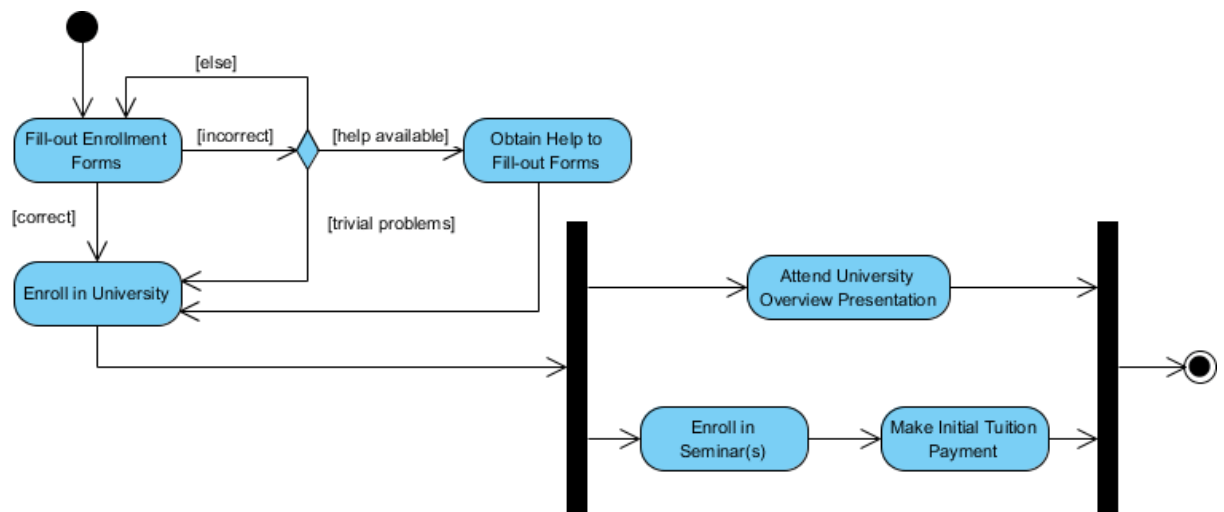 [else]
Fill-out Enrollment
Forms
[incorrect]
[help available]
Obtain Help to
Fill-out Forms
[correct]
[trivial problems]
Enroll in University
Attend University
Overview Presentation
Enroll in
Seminar(s)
Make Initial Tuition
Payment